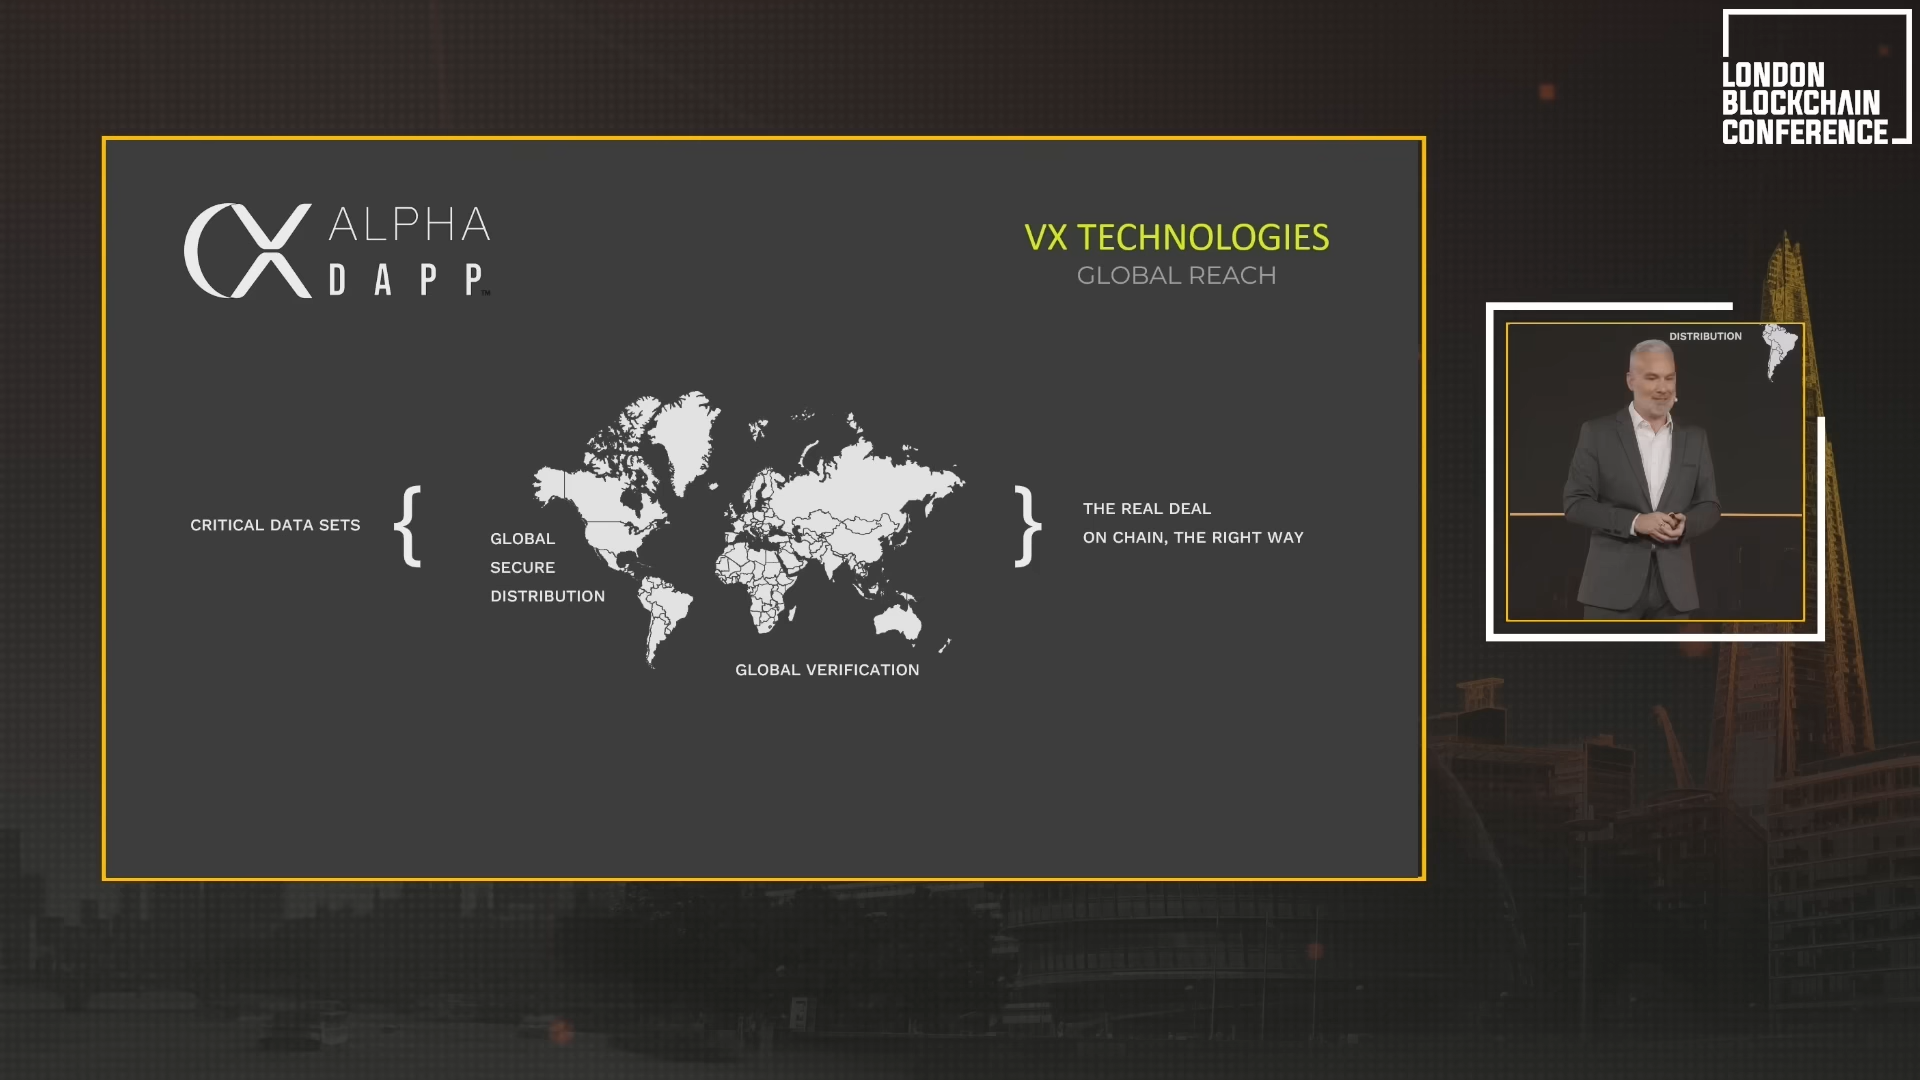 LONDON
BLOCKCHAIN
CONFERENCE
ALPHA
DAPP™
VX TECHNOLOGIES
GLOBAL REACH
CRITICAL DATA SETS
{
GLOBAL
SECURE
DISTRIBUTION
GLOBAL VERIFICATION
}
THE REAL DEAL
ON CHAIN, THE RIGHT WAY
DISTRIBUTION